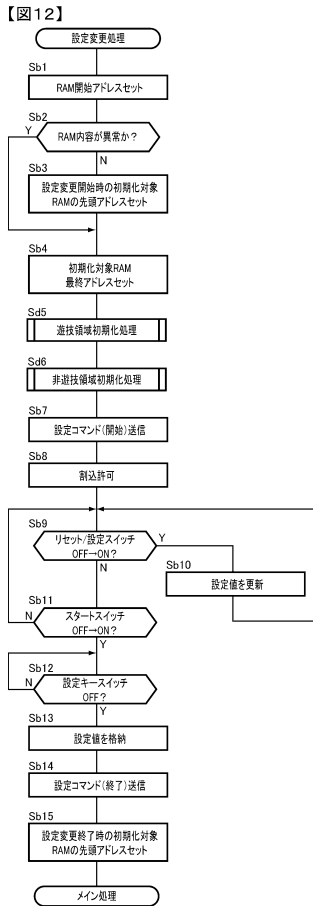 【図12】
設定変更処理
Sb1
RAM開始アドレスセット
Sb2
RAM内容が異常か？
Y
N
Sb3
設定変更開始時の初期化対象
RAMの先頭アドレスセット
Sb4
初期化対象RAM
最終アドレスセット
Sd5
遊技領域初期化処理
Sd6
非遊技領域初期化処理
Sb7
設定コマンド(開始)送信
Sb8
割込許可
Sb9
リセット/設定スイッチ
OFF→ON？
Y
N
Sb10
設定値を更新
Sb11
スタートスイッチ
OFF→ON？
N
Y
Sb12
設定キースイッチ
OFF？
N
Y
Sb13
設定値を格納
Sb14
設定コマンド(終了)送信
Sb15
設定変更終了時の初期化対象
RAMの先頭アドレスセット
メイン処理